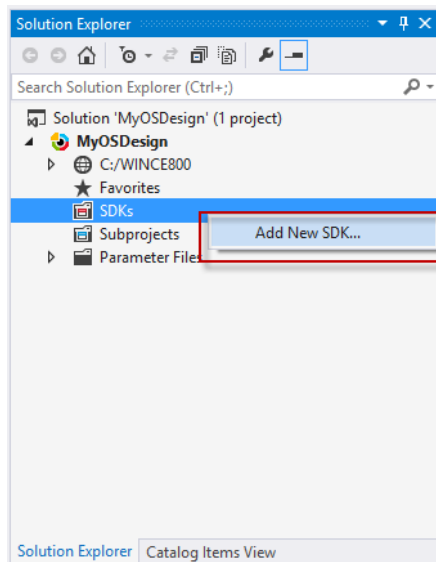 Solution Explorer
Search Solution Explorer (Ctrl+;)
Solution 'MyOSDesign' (1 project)
MyOSDesign
C:/WINCE800
Favorites
SDKs
Add New SDK...
Subprojects
Parameter Files
Solution Explorer Catalog Items View